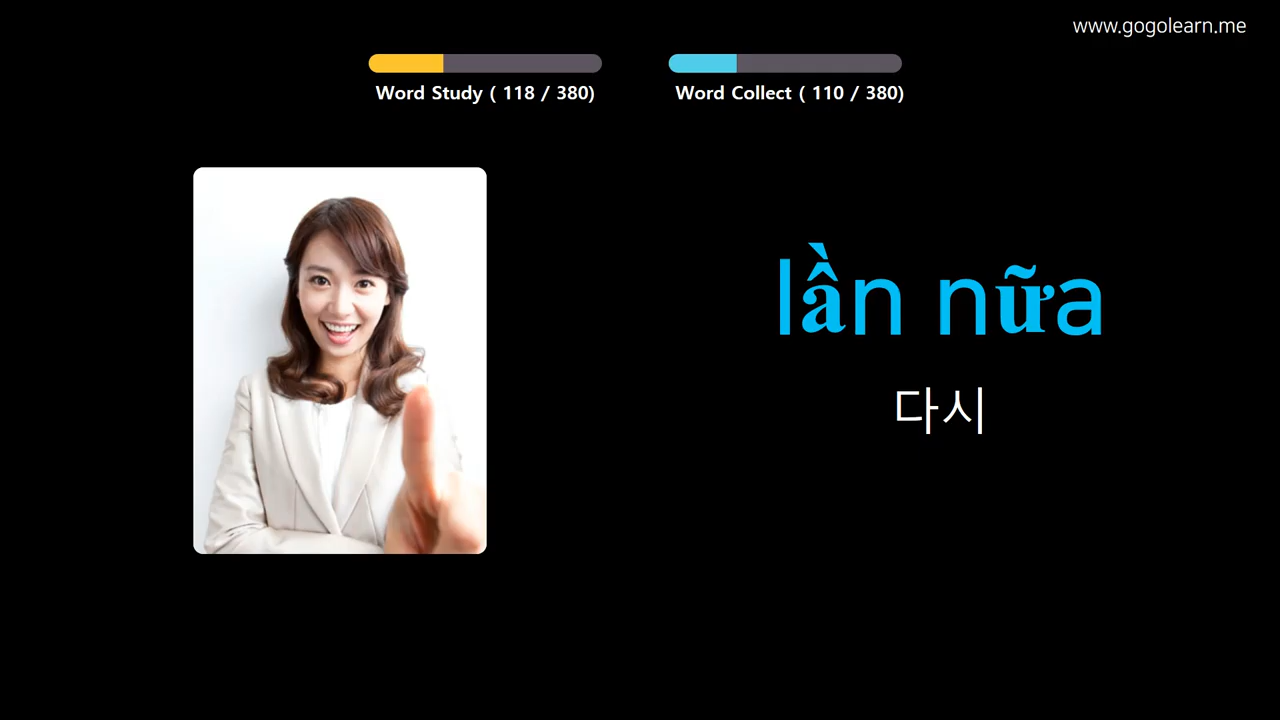 www.gogolearn.me
Word Study ( 118 / 380)
Word Collect ( 110 / 380)
lần nữa
다시